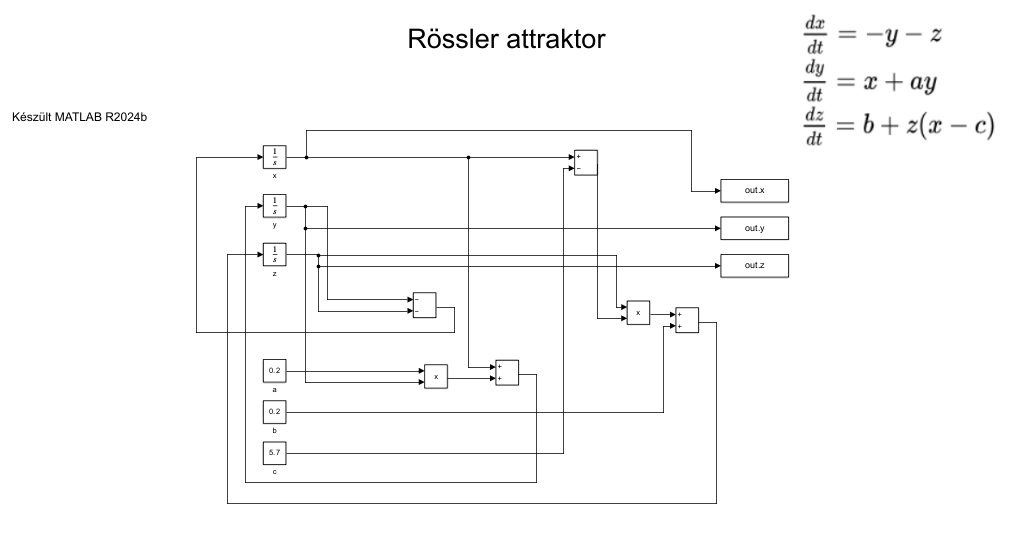 Rössler attraktor
dx/dt = −y − z
dy/dt = x + ay
dz/dt = b + z(x − c)
Készült MATLAB R2024b
1/s
x
+
−
out.x
1/s
y
out.y
1/s
z
out.z
−
−
x
+
+
0.2
a
x
+
+
0.2
b
5.7
c